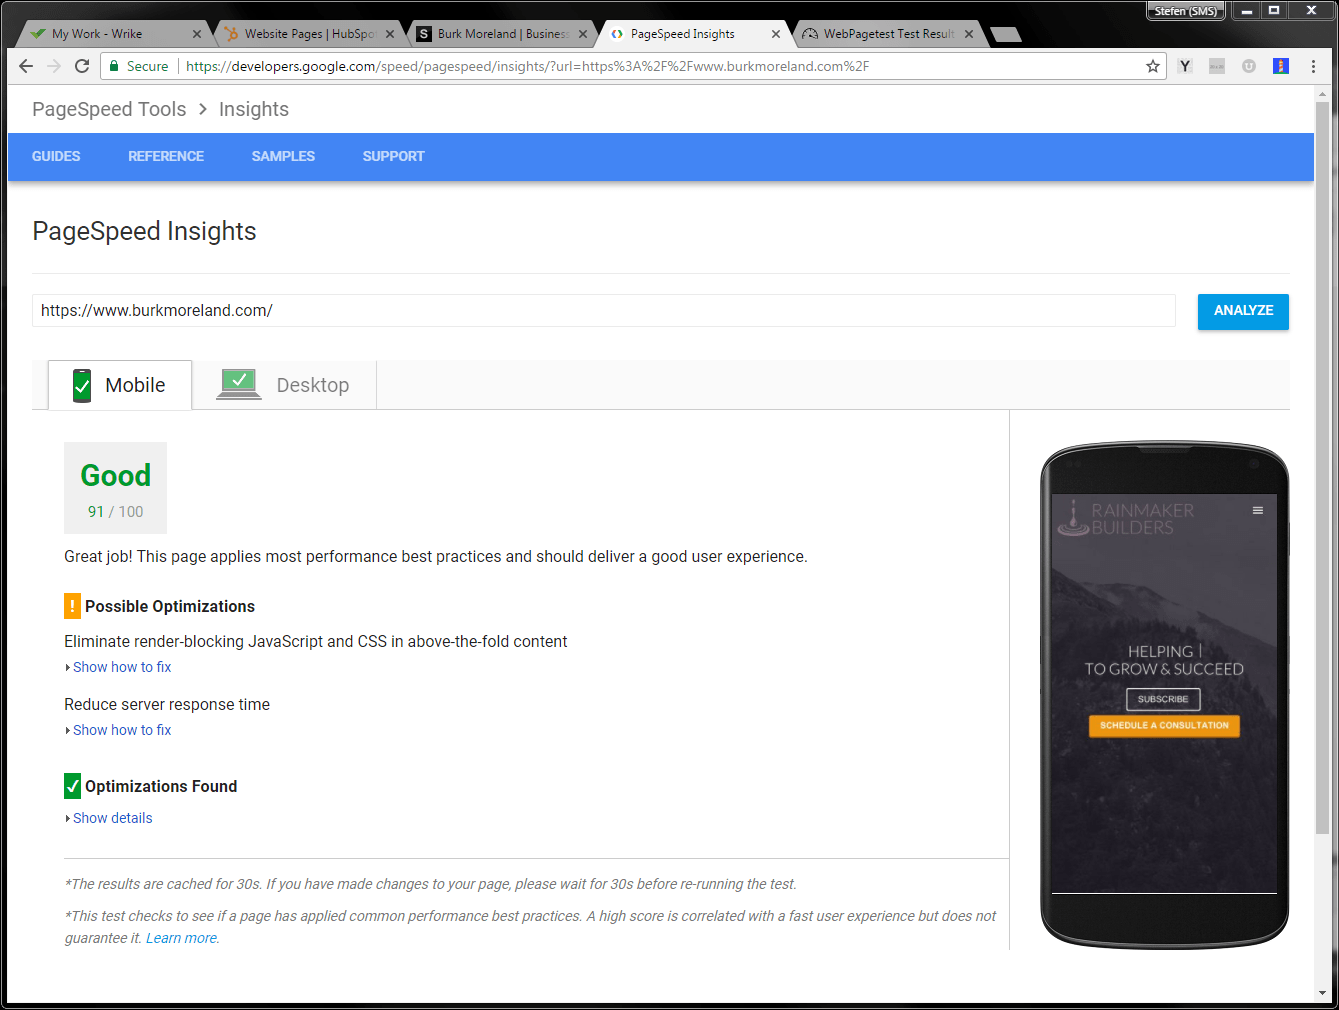 Stefen (SMS)
My Work - Wrike
Website Pages | HubSpo
Burk Moreland | Business
PageSpeed Insights
WebPagetest Test Result
Secure
https://developers.google.com/speed/pagespeed/insights/?url=https%3A%2F%2Fwww.burkmoreland.com%2F
PageSpeed Tools > Insights
GUIDES REFERENCE SAMPLES SUPPORT
PageSpeed Insights
https://www.burkmoreland.com/
ANALYZE
Mobile
Desktop
Good
91 / 100
Great job! This page applies most performance best practices and should deliver a good user experience.
! Possible Optimizations
Eliminate render-blocking JavaScript and CSS in above-the-fold content
Show how to fix
Reduce server response time
Show how to fix
Optimizations Found
Show details
*The results are cached for 30s. If you have made changes to your page, please wait for 30s before re-running the test.
*This test checks to see if a page has applied common performance best practices. A high score is correlated with a fast user experience but does not
guarantee it. Learn more.
RAINMAKER
BUILDERS
HELPING |
TO GROW & SUCCEED
SUBSCRIBE
SCHEDULE A CONSULTATION